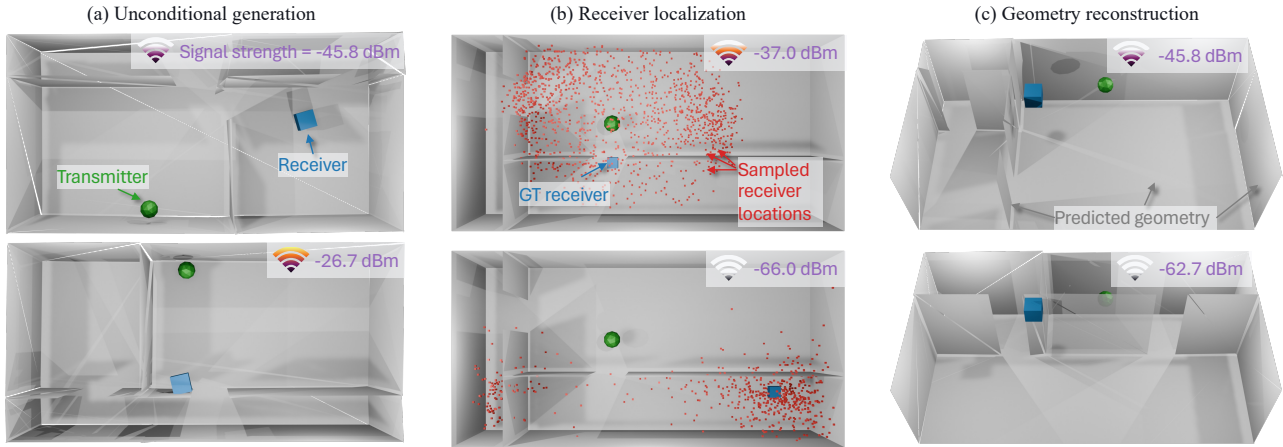 (a) Unconditional generation
Signal strength = -45.8 dBm
Receiver
Transmitter
-26.7 dBm
(b) Receiver localization
-37.0 dBm
GT receiver
Sampled
receiver
locations
-66.0 dBm
(c) Geometry reconstruction
-45.8 dBm
Predicted geometry
-62.7 dBm